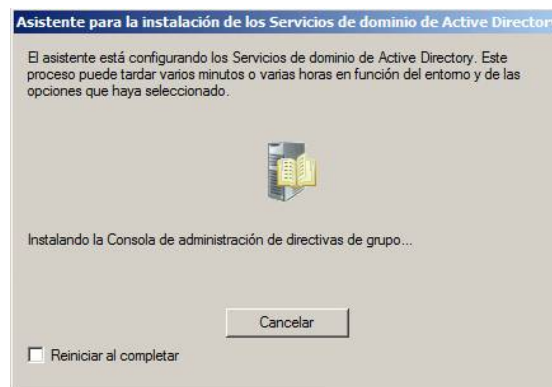 Asistente para la instalación de los Servicios de dominio de Active Director
El asistente está configurando los Servicios de dominio de Active Directory. Este
proceso puede tardar varios minutos o varias horas en función del entorno y de las
opciones que haya seleccionado.
Instalando la Consola de administración de directivas de grupo...
Cancelar
Reiniciar al completar